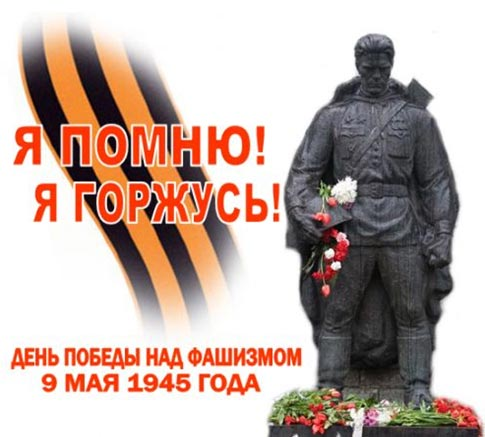 Я ПОМНЮ!
Я ГОРЖУСЬ!
ДЕНЬ ПОБЕДЫ НАД ФАШИЗМОМ
9 МАЯ 1945 ГОДА